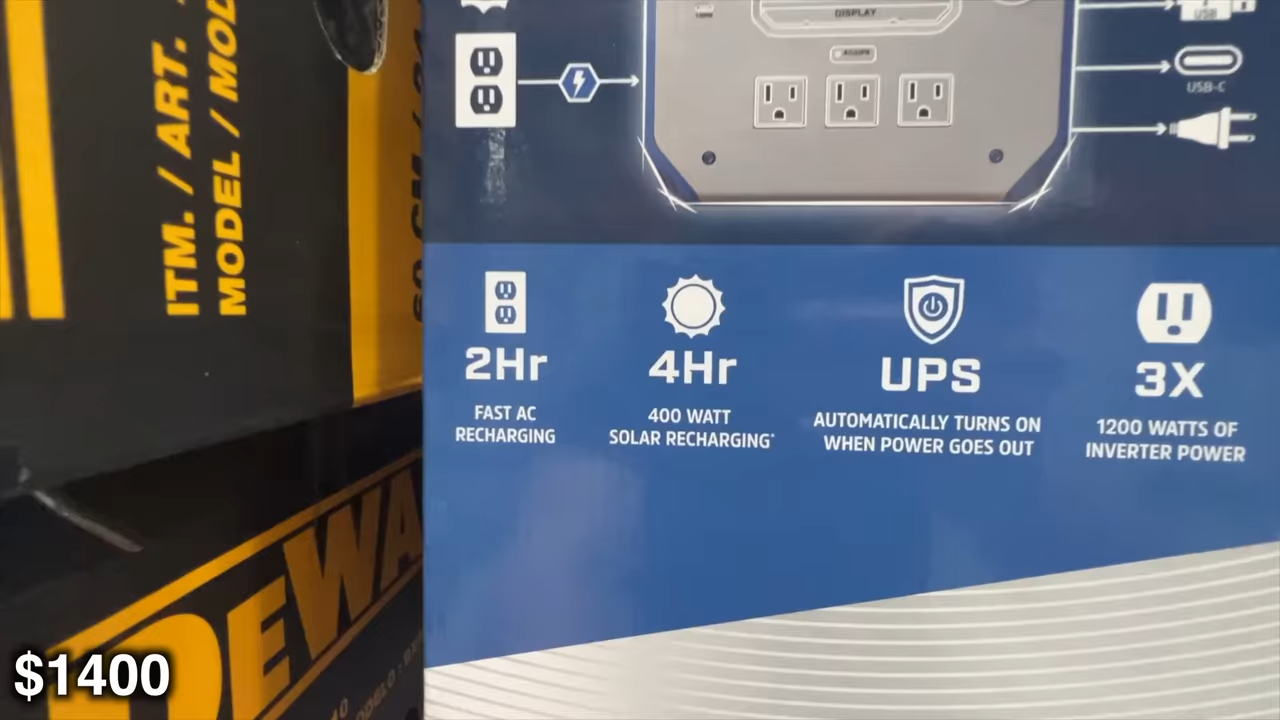 ITM. / ART.
MODEL / MOD
DISPLAY
USB
USB-C
2Hr
FAST AC
RECHARGING
4Hr
400 WATT
SOLAR RECHARGING*
UPS
AUTOMATICALLY TURNS ON
WHEN POWER GOES OUT
3X
1200 WATTS OF
INVERTER POWER
DEWA
$1400